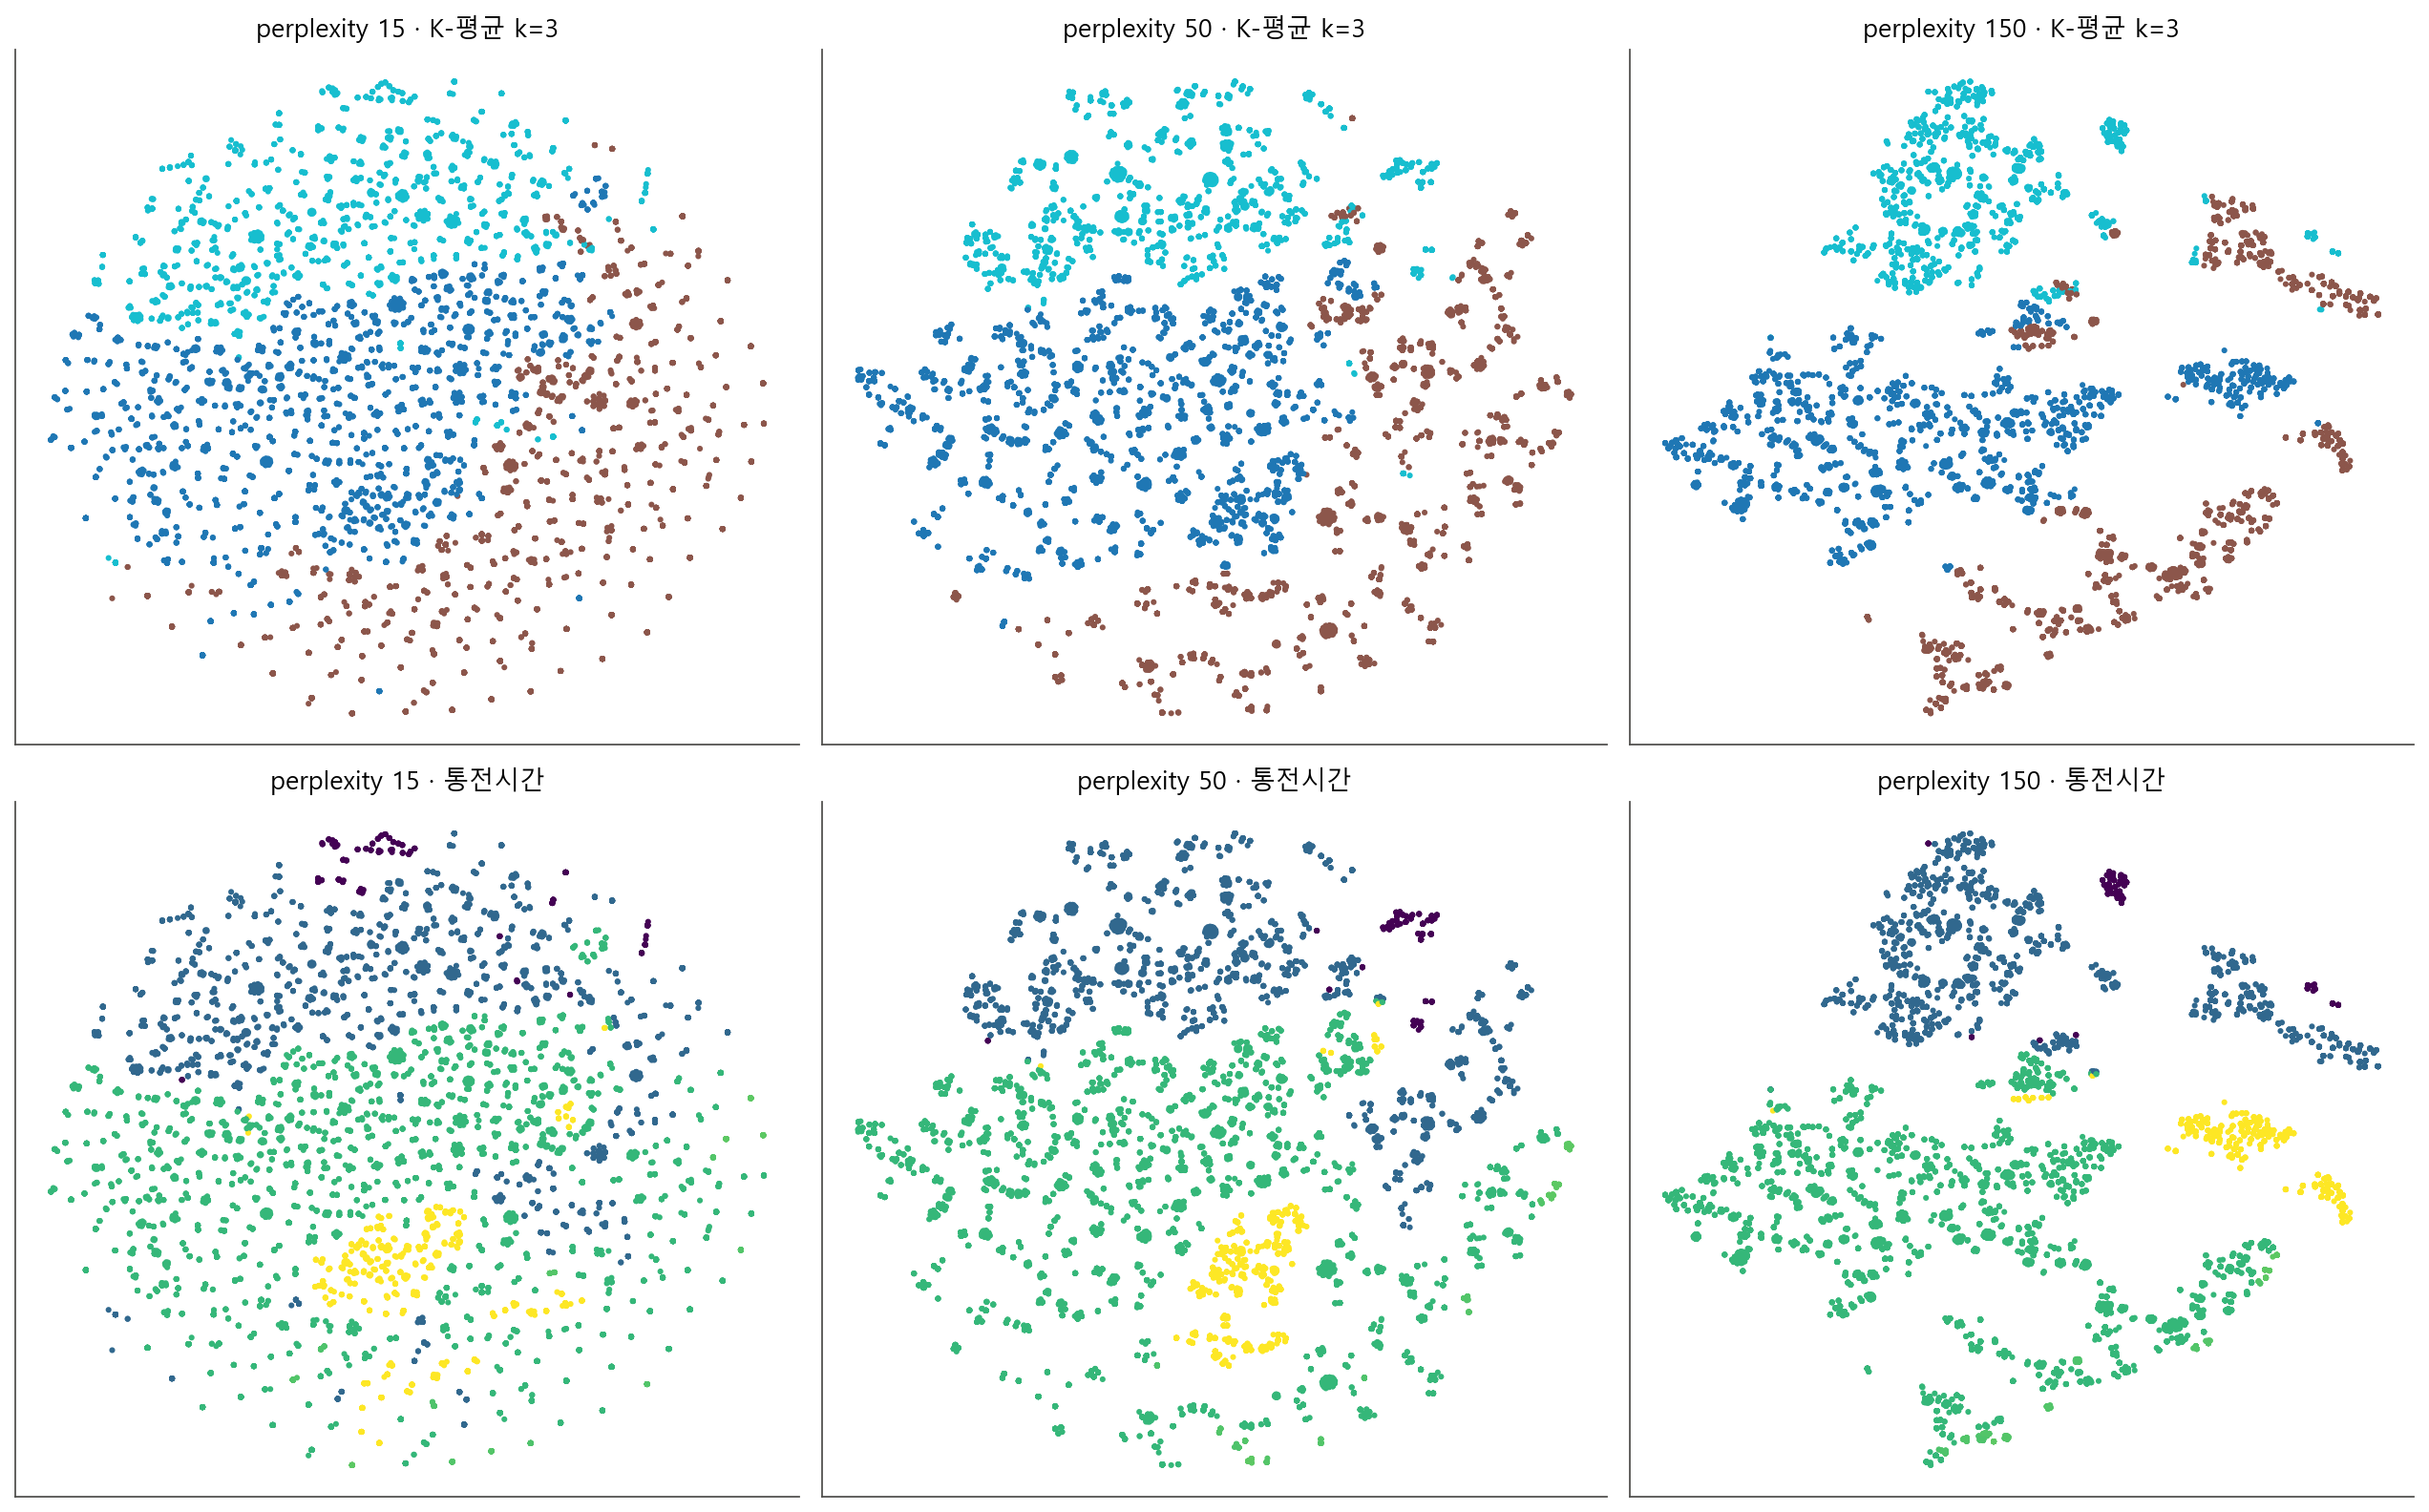 perplexity 15 · K-평균 k=3
perplexity 50 · K-평균 k=3
perplexity 150 · K-평균 k=3
perplexity 15 · 통전시간
perplexity 50 · 통전시간
perplexity 150 · 통전시간